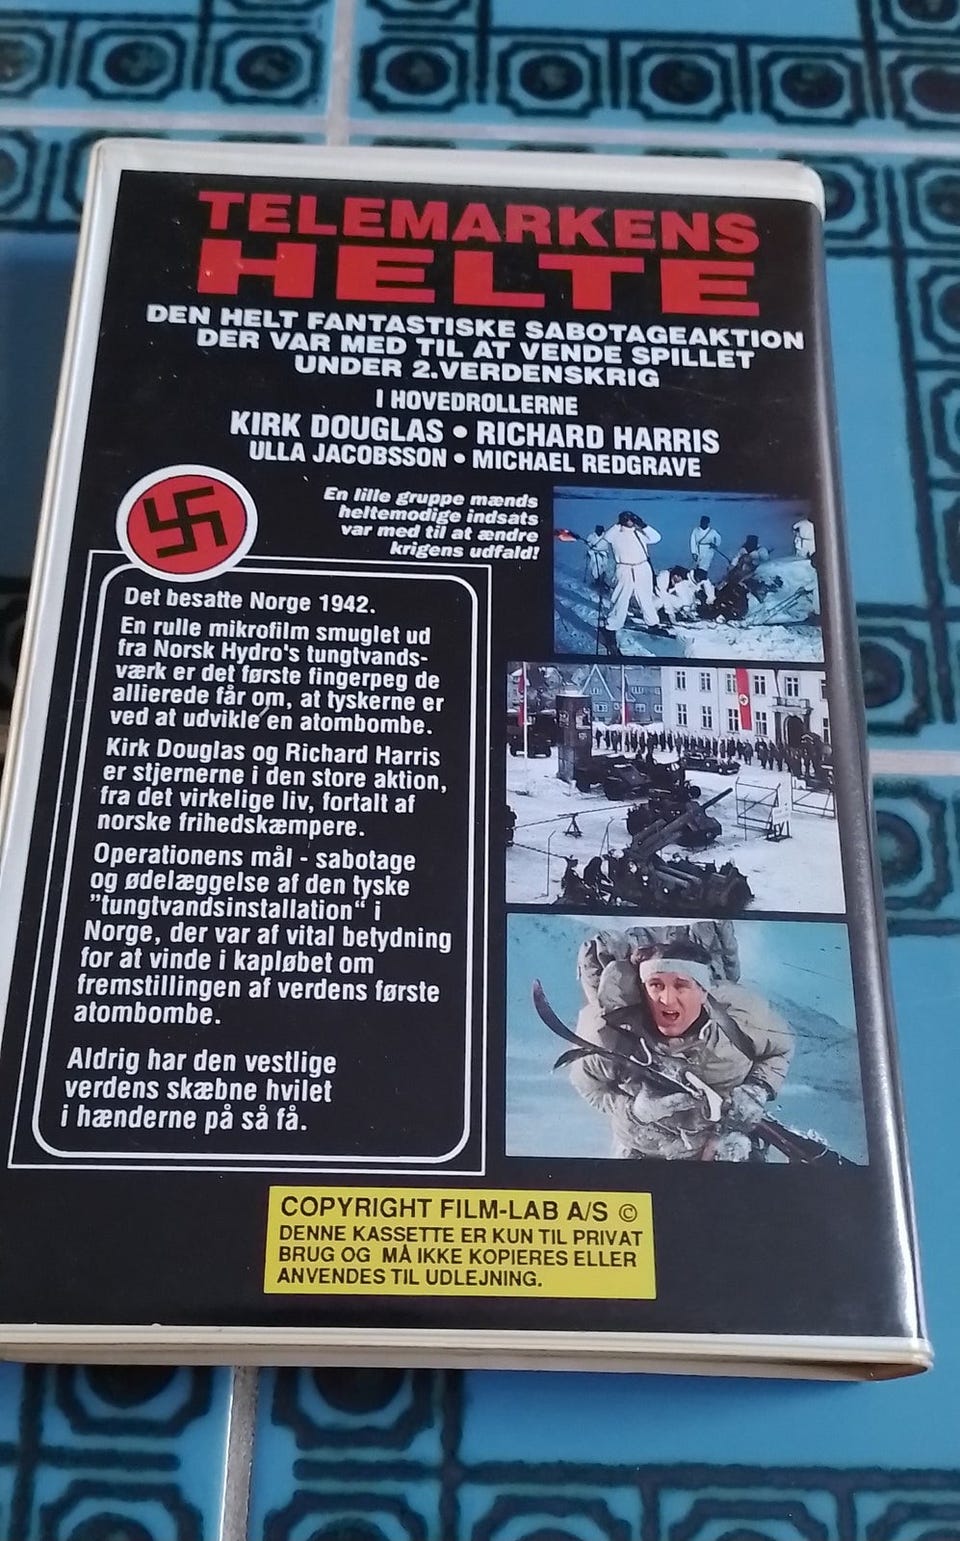 TELEMARKENS
HELTE
DEN HELT FANTASTISKE SABOTAGEAKTION
DER VAR MED TIL AT VENDE SPILLET
UNDER 2.VERDENSKRIG
I HOVEDROLLERNE
KIRK DOUGLAS • RICHARD HARRIS
ULLA JACOBSSON • MICHAEL REDGRAVE
En lille gruppe mænds
heltemodige indsats
var med til at ændre
krigens udfald!
Det besatte Norge 1942.
En rulle mikrofilm smuglet ud
fra Norsk Hydro's tungtvands-
værk er det første fingerpeg de
allierede får om, at tyskerne er
ved at udvikle en atombombe.
Kirk Douglas og Richard Harris
er stjernerne i den store aktion,
fra det virkelige liv, fortalt af
norske frihedskæmpere.
Operationens mål - sabotage
og ødelæggelse af den tyske
"tungtvandsinstallation" i
Norge, der var af vital betydning
for at vinde i kapløbet om
fremstillingen af verdens første
atombombe.
Aldrig har den vestlige
verdens skæbne hvilet
i hænderne på så få.
COPYRIGHT FILM-LAB A/S ©
DENNE KASSETTE ER KUN TIL PRIVAT
BRUG OG MÅ IKKE KOPIERES ELLER
ANVENDES TIL UDLEJNING.